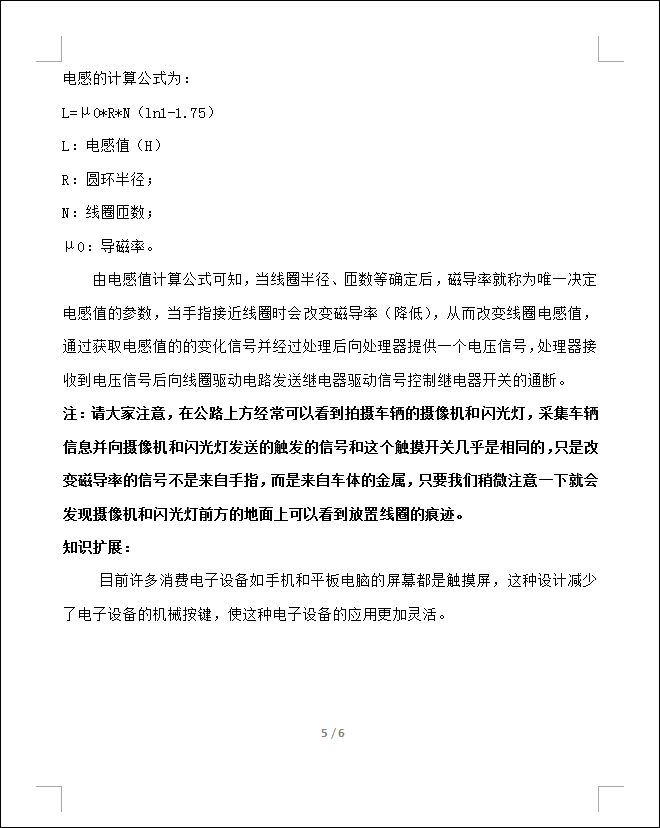 电感的计算公式为：
L=μ0*R*N（ln1-1.75）
L：电感值（H）
R：圆环半径；
N：线圈匝数；
μ0：导磁率。
由电感值计算公式可知，当线圈半径、匝数等确定后，磁导率就称为唯一决定
电感值的参数，当手指接近线圈时会改变磁导率（降低），从而改变线圈电感值，
通过获取电感值的的变化信号并经过处理后向处理器提供一个电压信号，处理器接
收到电压信号后向线圈驱动电路发送继电器驱动信号控制继电器开关的通断。
注：请大家注意，在公路上方经常可以看到拍摄车辆的摄像机和闪光灯，采集车辆
信息并向摄像机和闪光灯发送的触发的信号和这个触摸开关几乎是相同的，只是改
变磁导率的信号不是来自手指，而是来自车体的金属，只要我们稍微注意一下就会
发现摄像机和闪光灯前方的地面上可以看到放置线圈的痕迹。
知识扩展：
目前许多消费电子设备如手机和平板电脑的屏幕都是触摸屏，这种设计减少
了电子设备的机械按键，使这种电子设备的应用更加灵活。
5 / 6